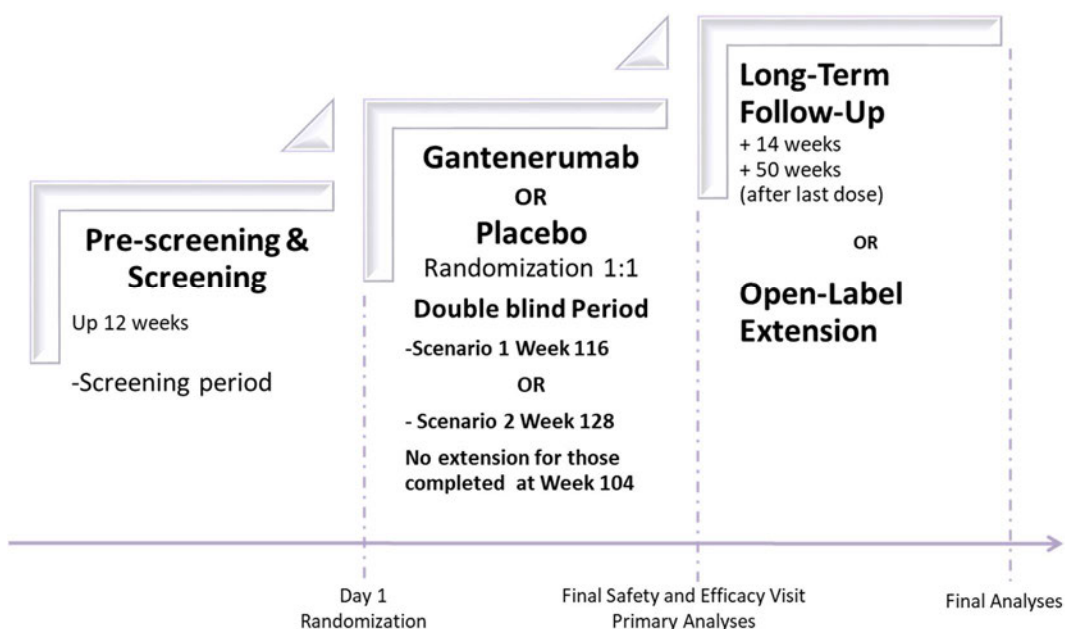 Pre-screening &
Screening
Up 12 weeks
-Screening period
Gantenerumab
OR
Placebo
Randomization 1:1
Double blind Period
-Scenario 1 Week 116
OR
- Scenario 2 Week 128
No extension for those
completed at Week 104
Long-Term
Follow-Up
+ 14 weeks
+ 50 weeks
(after last dose)
OR
Open-Label
Extension
Day 1
Randomization
Final Safety and Efficacy Visit
Primary Analyses
Final Analyses